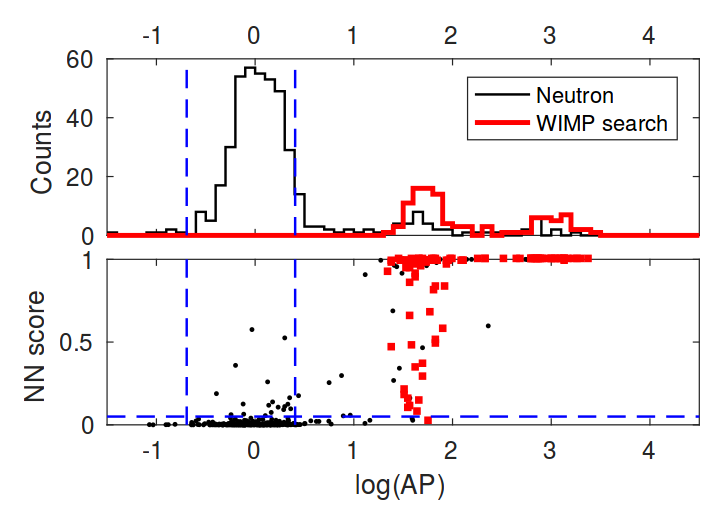 -1 0 1 2 3 4
60
40
20
0
Counts
Neutron
WIMP search
1
0.5
0
NN score
-1 0 1 2 3 4
log(AP)